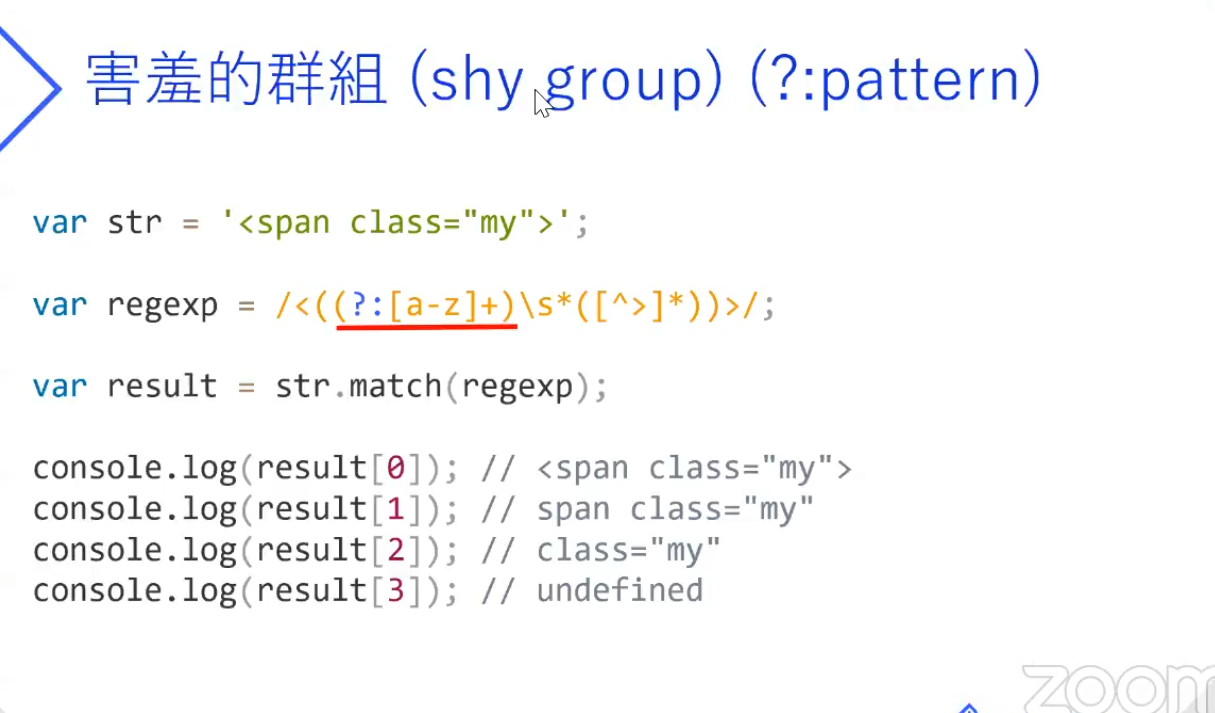 害羞的群組 (shy group) (?:pattern)
var str = '<span class="my">';
var regexp = /<((?:[a-z]+)\s*([^>]*))>/;
var result = str.match(regexp);
console.log(result[0]); // <span class="my">
console.log(result[1]); // span class="my"
console.log(result[2]); // class="my"
console.log(result[3]); // undefined
zoom